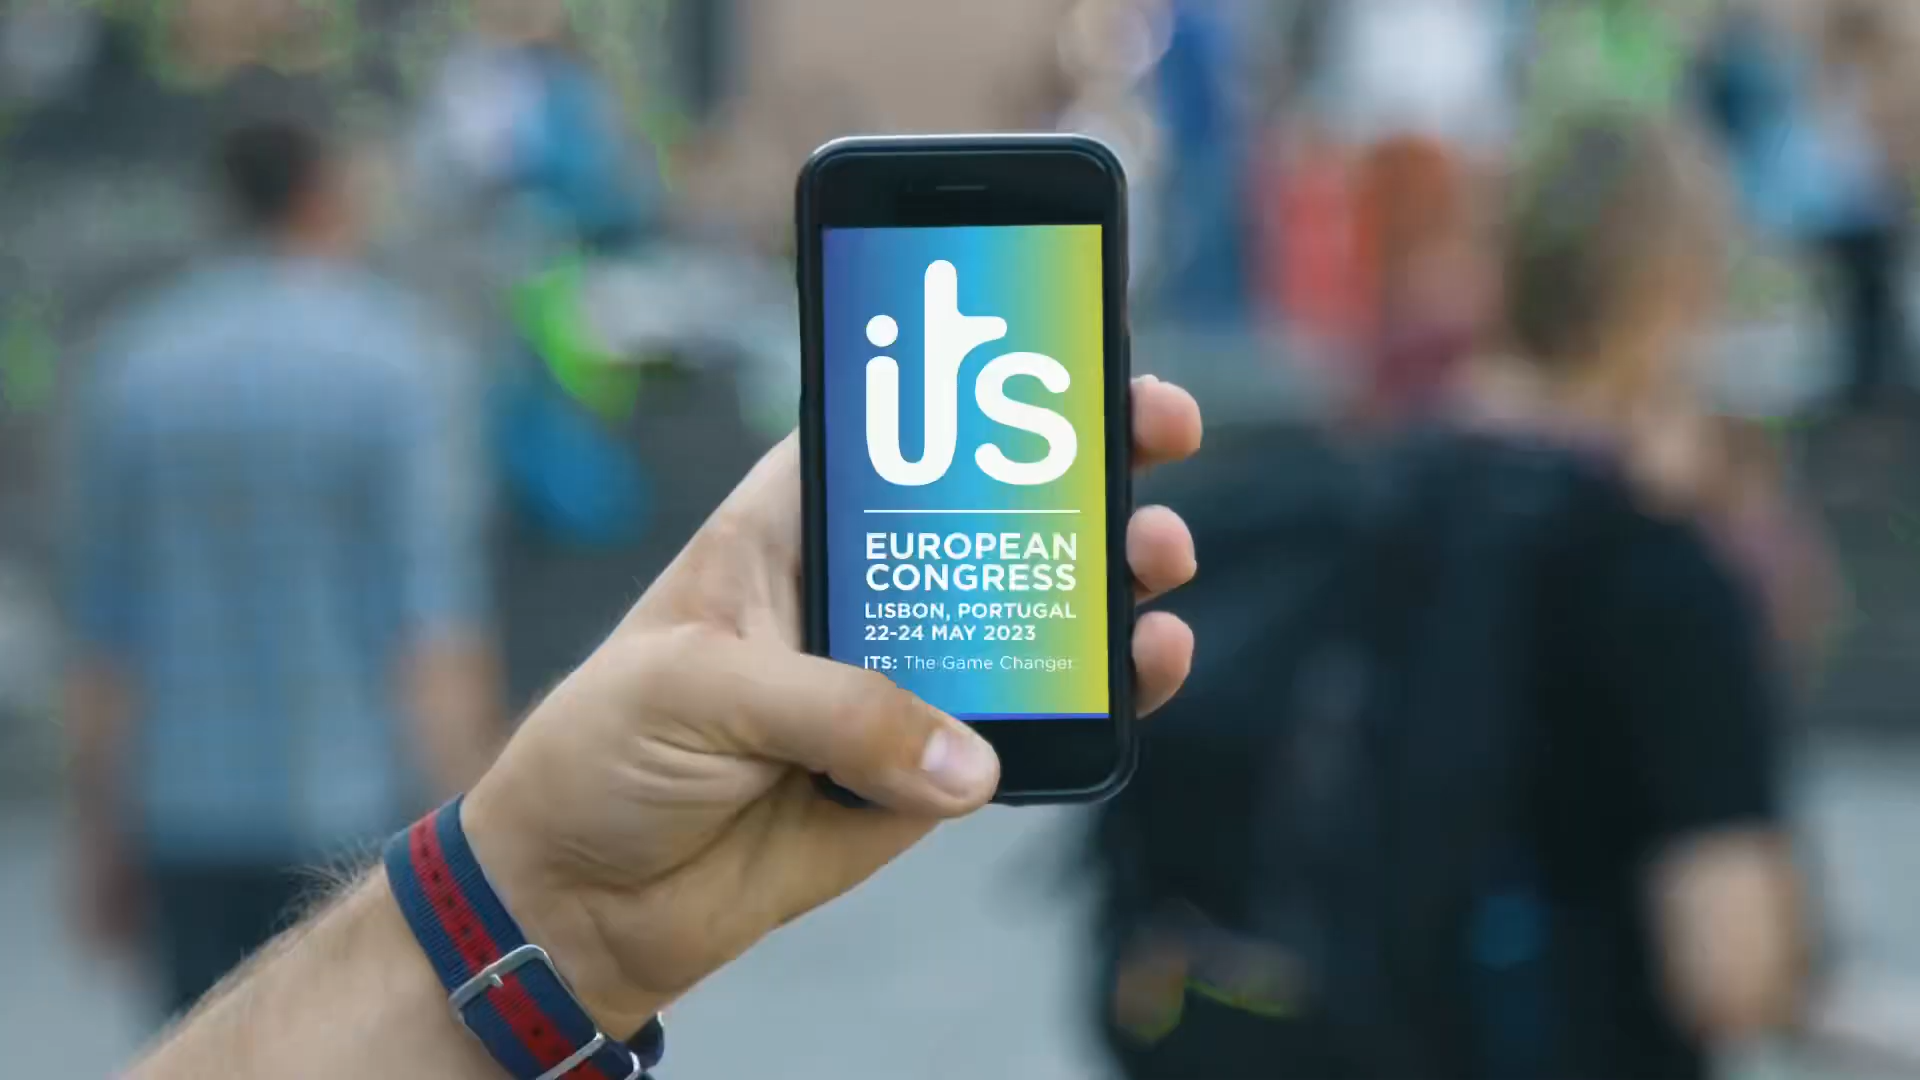 its
EUROPEAN
CONGRESS
LISBON, PORTUGAL
22-24 MAY 2023
ITS: The Game Changer